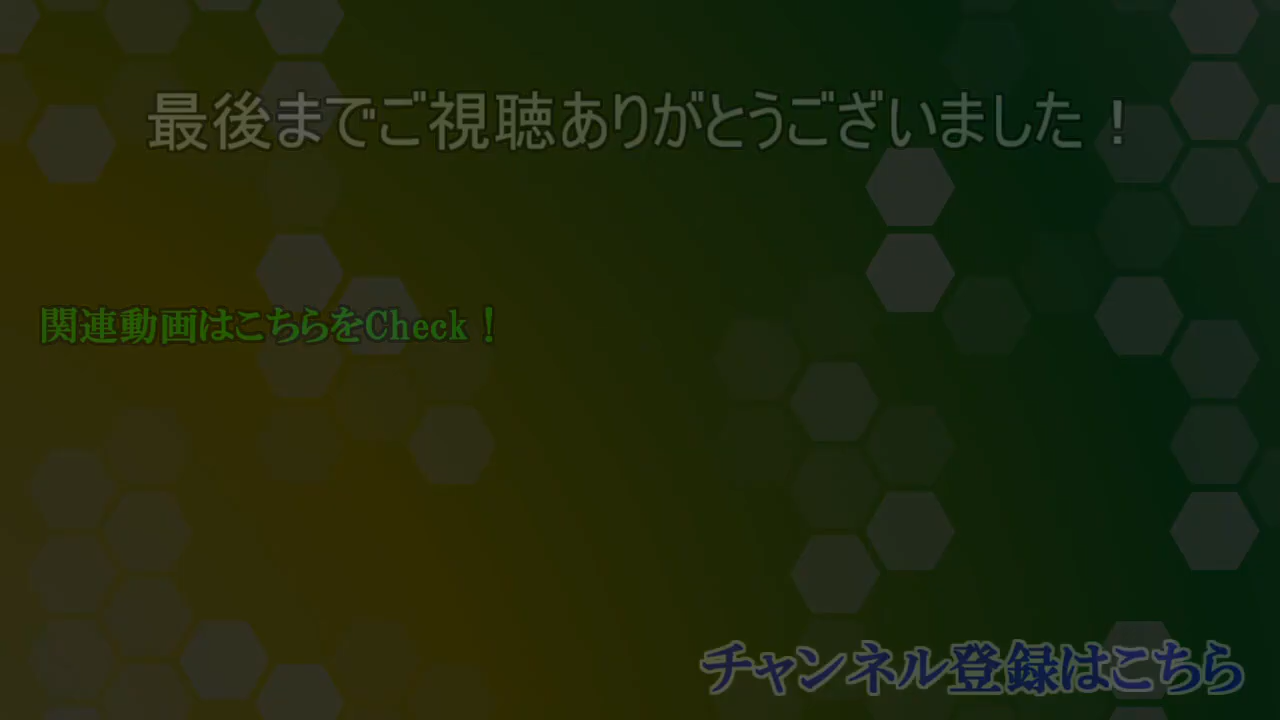 最後までご視聴ありがとうございました！
関連動画はこちらをCheck！
チャンネル登録はこちら